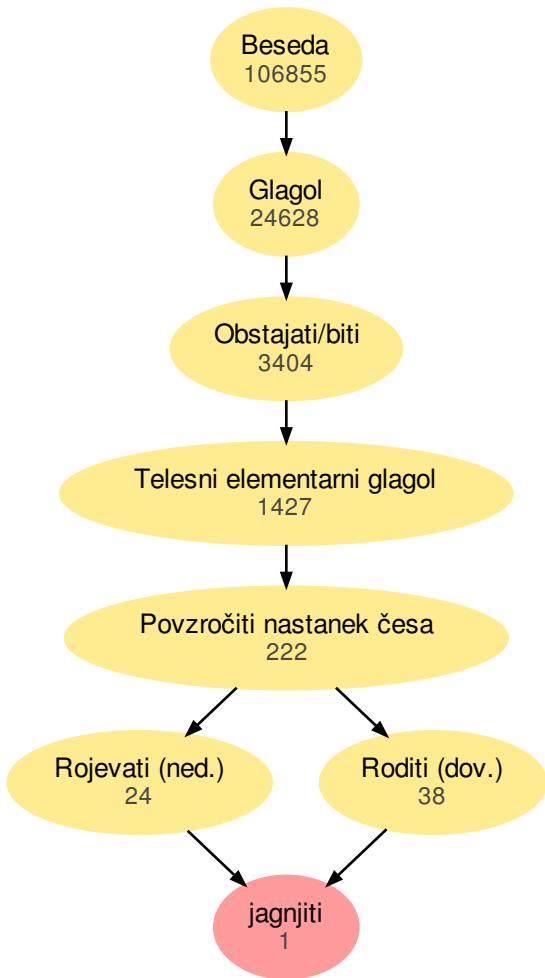 Beseda
106855
Glagol
24628
Obstajati/biti
3404
Telesni elementarni glagol
1427
Povzročiti nastanek česa
222
Rojevati (ned.)
24
Roditi (dov.)
38
jagnjiti
1